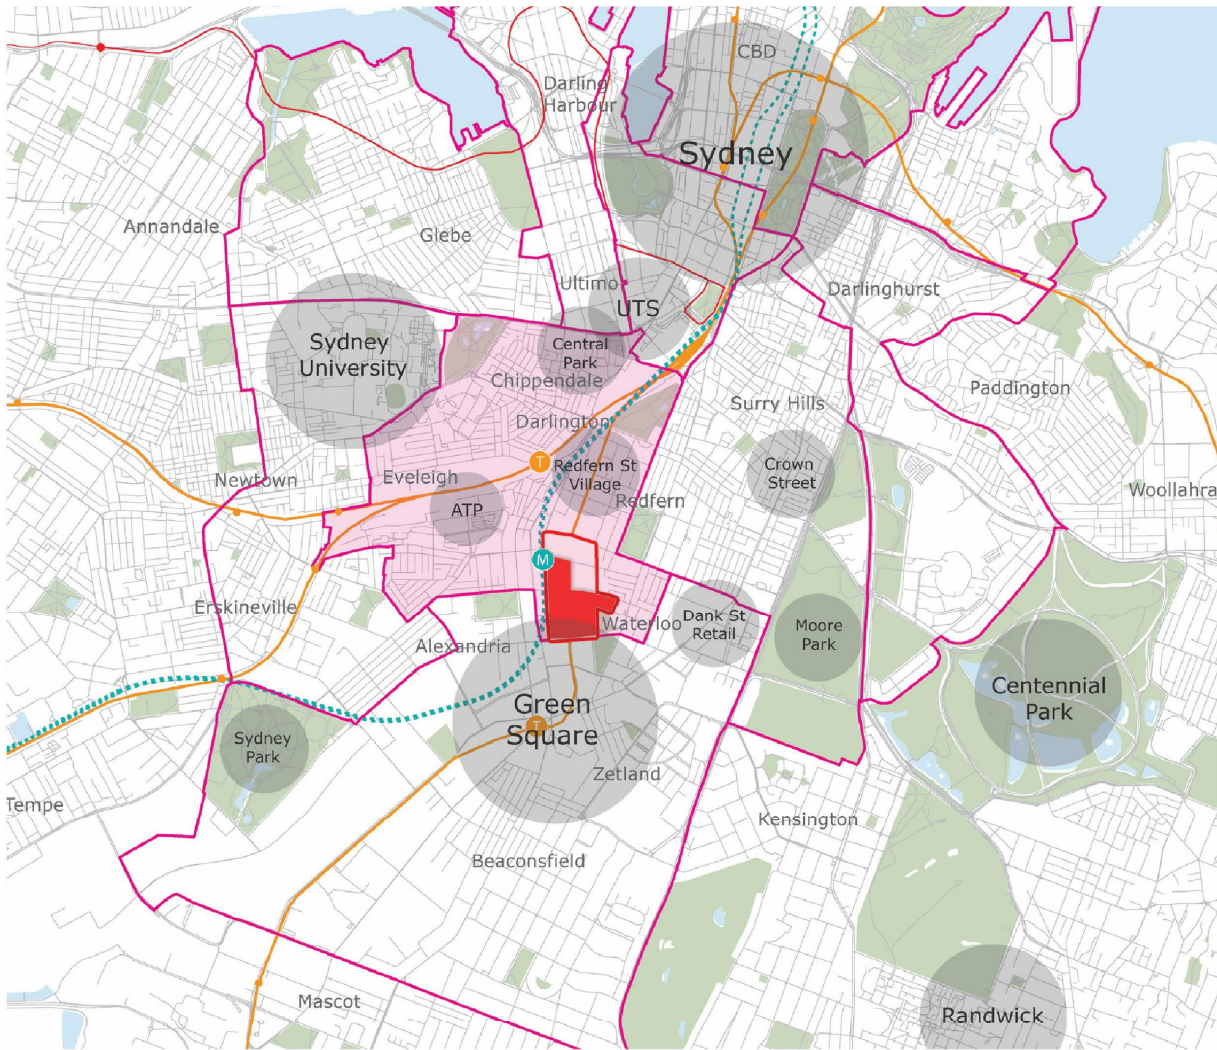 CBD
Darling
Harbour
Sydney
Annandale
Glebe
Ultimo
UTS
Darlinghurst
Sydney
University
Central
Park
Chippendale
Paddington
Surry Hills
Darlington
T
Redfern St
Village
Crown
Street
Newtown
Eveleigh
Redfern
Woollahra
ATP
M
Erskineville
Waterloo
Dank St
Retail
Moore
Park
Alexandria
Centennial
Park
Green
Square
T
Sydney
Park
Zetland
Tempe
Kensington
Beaconsfield
Mascot
Randwick